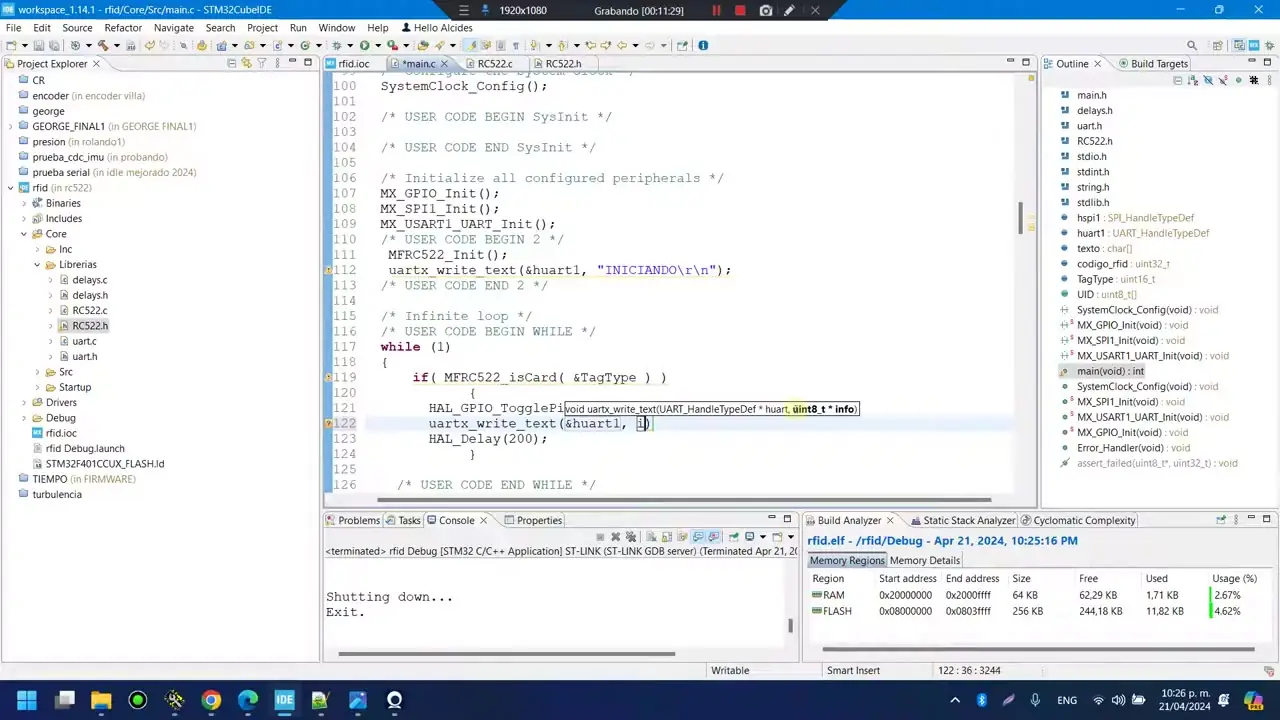 workspace_1.14.1 - rfid/Core/Src/main.c - STM32CubeIDE
1920x1080
Grabando [00:11:29]
File Edit Source Refactor Navigate Search Project Run Window Help Hello Alcides
Project Explorer
CR
encoder (in encoder villa)
george
GEORGE_FINAL1 (in GEORGE FINAL1)
presion (in rolando1)
prueba_cdc_imu (in probando)
prueba serial (in idle mejorado 2024)
rfid (in rc522)
Binaries
Includes
Core
Inc
Librerias
delays.c
delays.h
RC522.c
RC522.h
uart.c
uart.h
Src
Startup
Drivers
Debug
rfid.ioc
rfid Debug.launch
STM32F401CCUX_FLASH.ld
TIEMPO (in FIRMWARE)
turbulencia
rfid.ioc *main.c RC522.c RC522.h
100 SystemClock_Config();
101
102 /* USER CODE BEGIN SysInit */
103
104 /* USER CODE END SysInit */
105
106 /* Initialize all configured peripherals */
107 MX_GPIO_Init();
108 MX_SPI1_Init();
109 MX_USART1_UART_Init();
110 /* USER CODE BEGIN 2 */
111 MFRC522_Init();
112 uartx_write_text(&huart1, "INICIANDO\r\n");
113 /* USER CODE END 2 */
114
115 /* Infinite loop */
116 /* USER CODE BEGIN WHILE */
117 while (1)
118 {
119 if( MFRC522_isCard( &TagType ) )
120 {
121 HAL_GPIO_TogglePi
void uartx_write_text(UART_HandleTypeDef * huart, uint8_t * info)
122 uartx_write_text(&huart1, i)
123 HAL_Delay(200);
124 }
125
126 /* USER CODE END WHILE */
Outline Build Targets
main.h
delays.h
uart.h
RC522.h
stdio.h
stdint.h
string.h
stdlib.h
hspi1 : SPI_HandleTypeDef
huart1 : UART_HandleTypeDef
texto : char[]
codigo_rfid : uint32_t
TagType : uint16_t
UID : uint8_t[]
SystemClock_Config(void) : void
MX_GPIO_Init(void) : void
MX_SPI1_Init(void) : void
MX_USART1_UART_Init(void) : void
main(void) : int
SystemClock_Config(void) : void
MX_SPI1_Init(void) : void
MX_USART1_UART_Init(void) : void
MX_GPIO_Init(void) : void
Error_Handler(void) : void
assert_failed(uint8_t*, uint32_t) : void
Problems Tasks Console Properties
<terminated> rfid Debug [STM32 C/C++ Application] ST-LINK (ST-LINK GDB server) (Terminated Apr 21, 20
Shutting down...
Exit.
Build Analyzer Static Stack Analyzer Cyclomatic Complexity
rfid.elf - /rfid/Debug - Apr 21, 2024, 10:25:16 PM
Memory Regions Memory Details
Region Start address End address Size Free Used Usage (%)
RAM 0x20000000 0x2000ffff 64 KB 62,29 KB 1,71 KB 2.67%
FLASH 0x08000000 0x0803ffff 256 KB 244,18 KB 11,82 KB 4.62%
Writable Smart Insert 122 : 36 : 3244
IDE
ENG
10:26 p. m.
21/04/2024